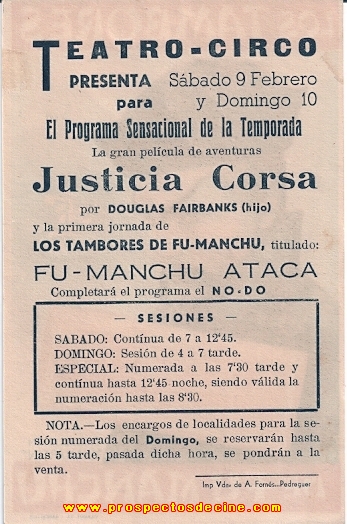 TEATRO-CIRCO
PRESENTA Sábado 9 Febrero
para y Domingo 10
El Programa Sensacional de la Temporada
La gran película de aventuras
Justicia Corsa
por DOUGLAS FAIRBANKS (hijo)
y la primera jornada de
LOS TAMBORES DE FU-MANCHU, titulado:
FU-MANCHU ATACA
Completará el programa el NO-DO
— SESIONES —
SABADO: Contínua de 7 a 12'45.
DOMINGO: Sesión de 4 a 7 tarde.
ESPECIAL: Numerada a las 7'30 tarde y
contínua hasta 12'45 noche, siendo válida la
numeración hasta las 8'30.
NOTA.—Los encargos de localidades para la se-
sión numerada del Domingo, se reservarán hasta
las 5 tarde, pasada dicha hora, se pondrán a la
venta.
Imp Vda. de A. Fornés.-Pedreguer
www.prospectosdecine.com